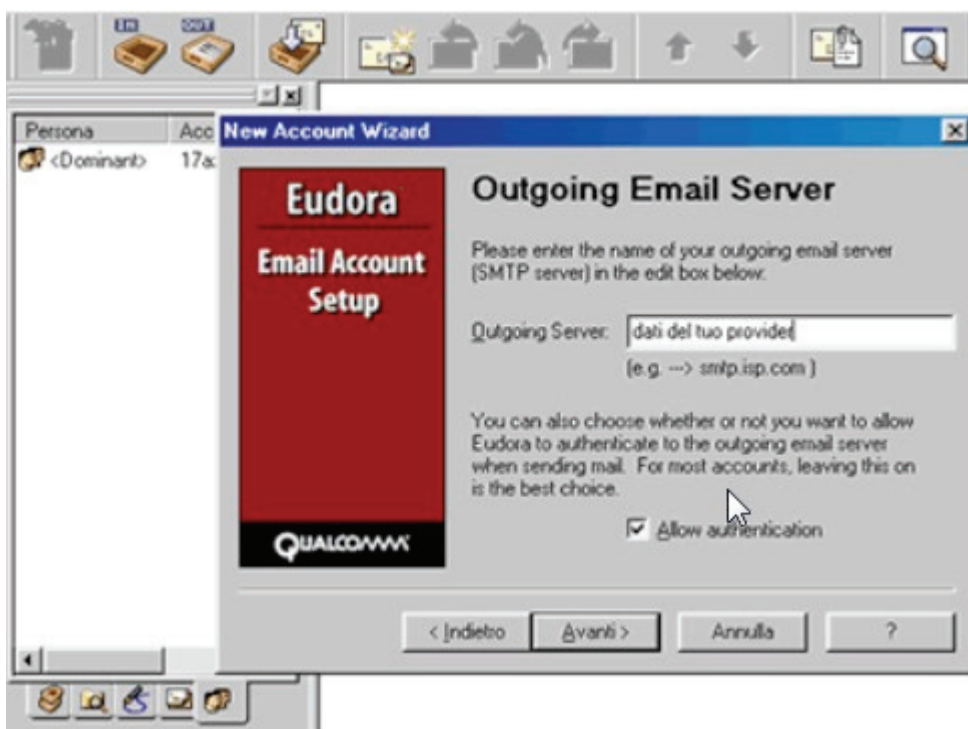 In OUT
Persona Acc
<Dominant> 17a:
New Account Wizard
Eudora
Email Account
Setup
QUALCOMM
Outgoing Email Server
Please enter the name of your outgoing email server
(SMTP server) in the edit box below:
Outgoing Server: dati del tuo provider
(e.g. ---> smtp.isp.com )
You can also choose whether or not you want to allow
Eudora to authenticate to the outgoing email server
when sending mail. For most accounts, leaving this on
is the best choice.
Allow authentication
< Indietro Avanti > Annulla ?